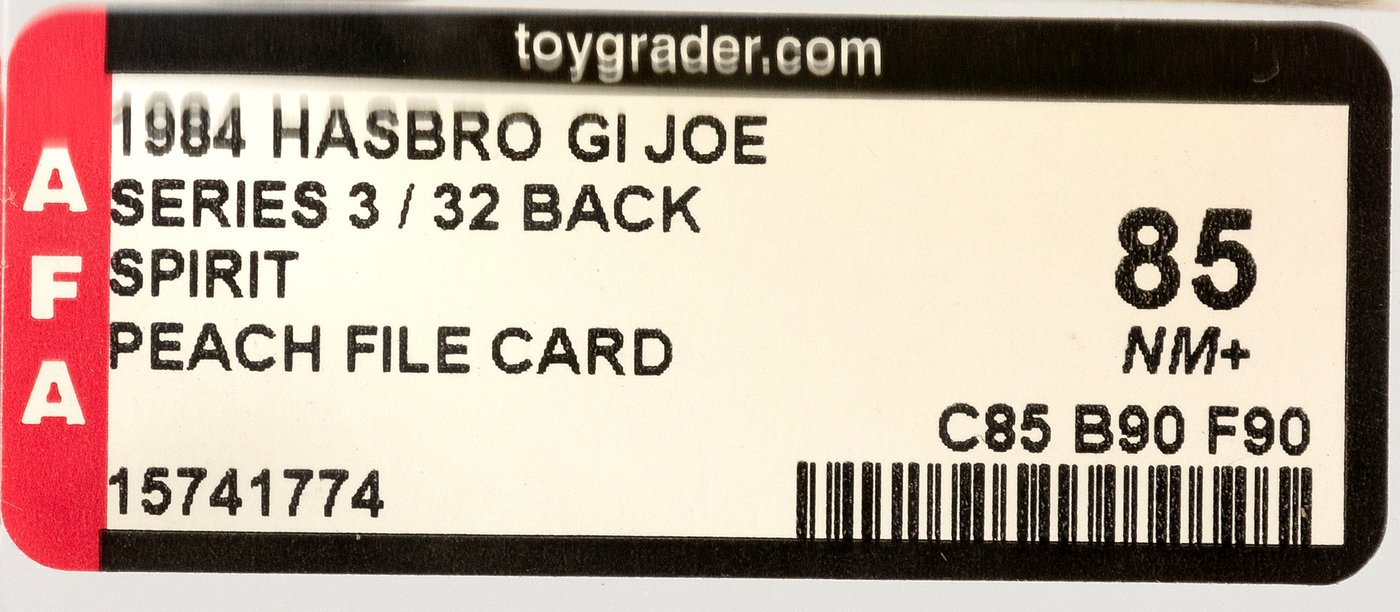 toygrader.com
AFA
1984 HASBRO GI JOE
SERIES 3 / 32 BACK
SPIRIT
PEACH FILE CARD
85
NM+
C85 B90 F90
15741774